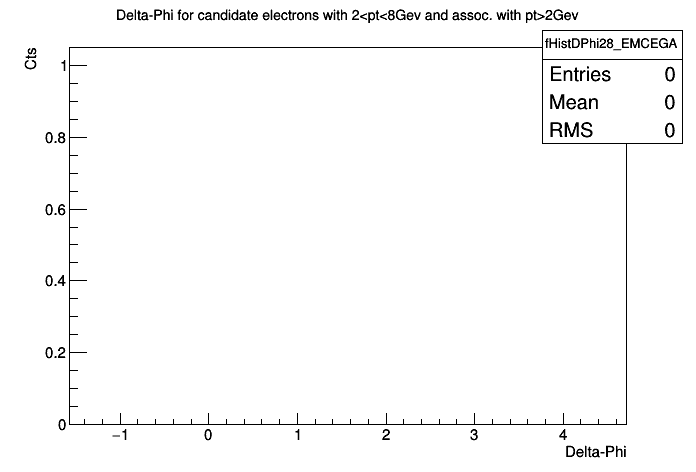 Delta-Phi for candidate electrons with 2<pt<8Gev and assoc. with pt>2Gev
fHistDPhi28_EMCEGA
Entries 0
Mean 0
RMS 0
Cts
1
0.8
0.6
0.4
0.2
0
−1 0 1 2 3 4
Delta-Phi